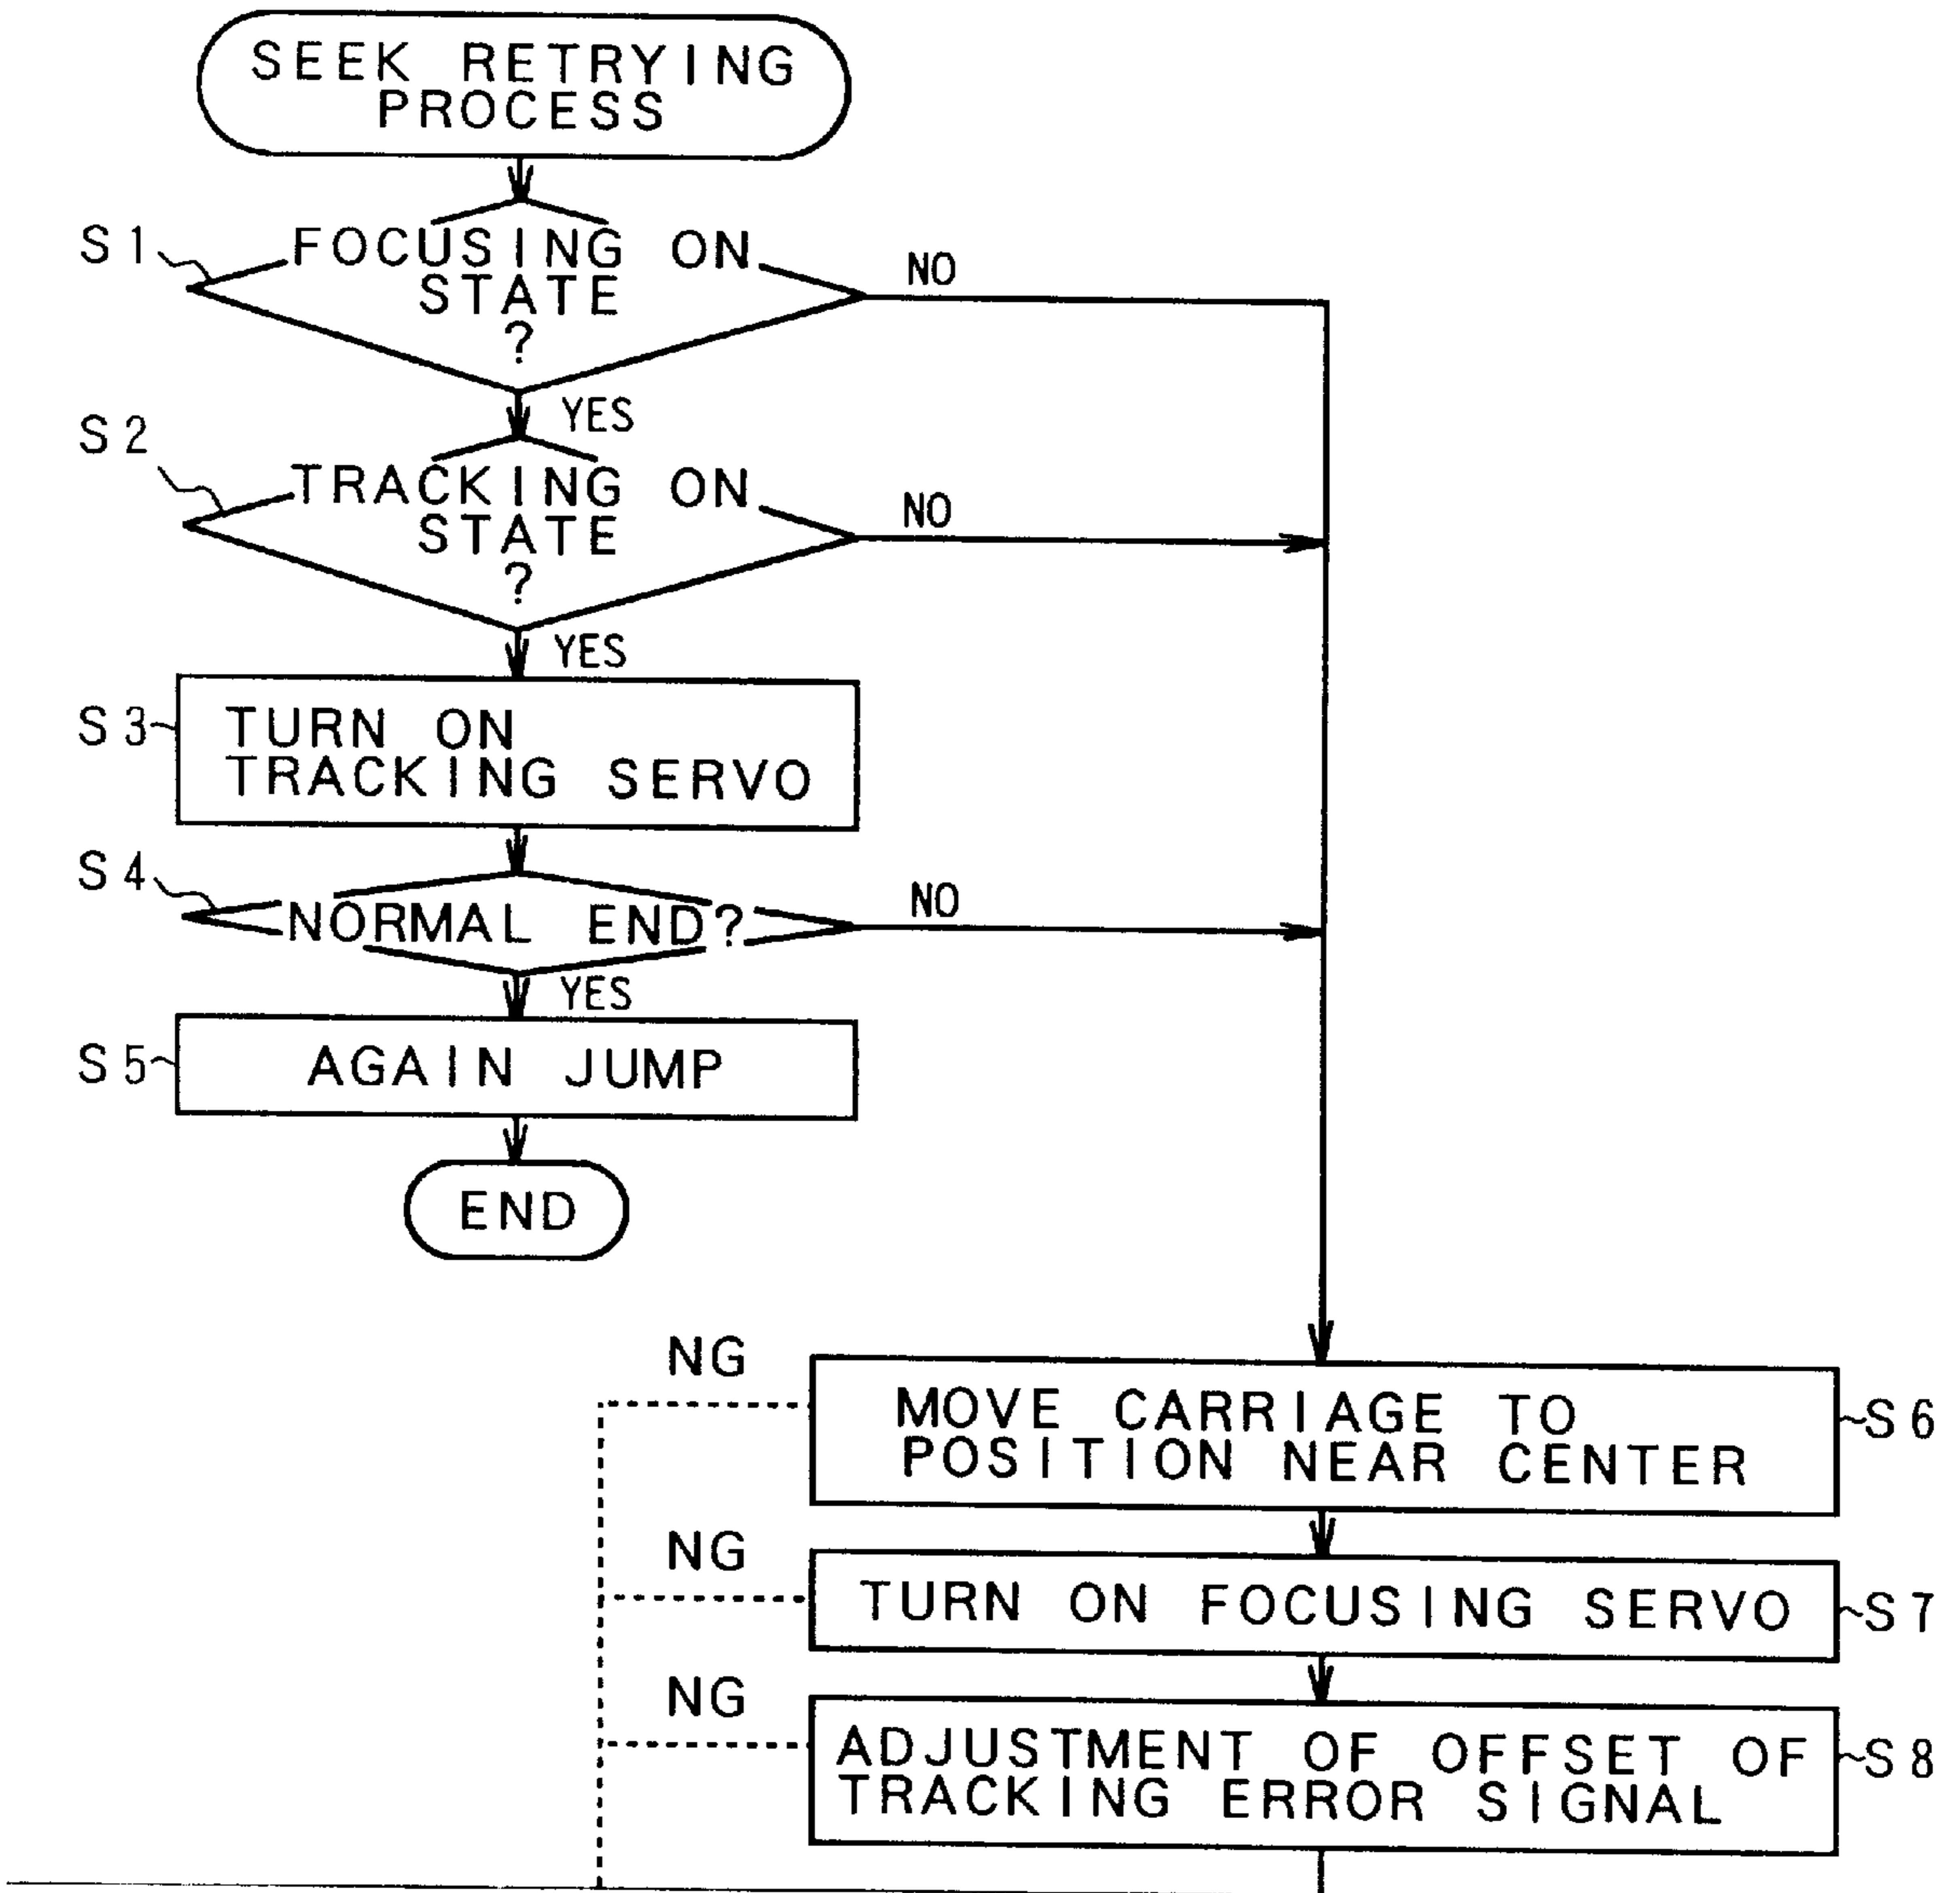 SEEK RETRYING
PROCESS
S1
FOCUSING ON
STATE
?
NO
YES
S2
TRACKING ON
STATE
?
NO
YES
S3
TURN ON
TRACKING SERVO
S4
NORMAL END?
NO
YES
S5
AGAIN JUMP
END
NG
MOVE CARRIAGE TO
POSITION NEAR CENTER
S6
NG
TURN ON FOCUSING SERVO
S7
NG
ADJUSTMENT OF OFFSET OF
TRACKING ERROR SIGNAL
S8